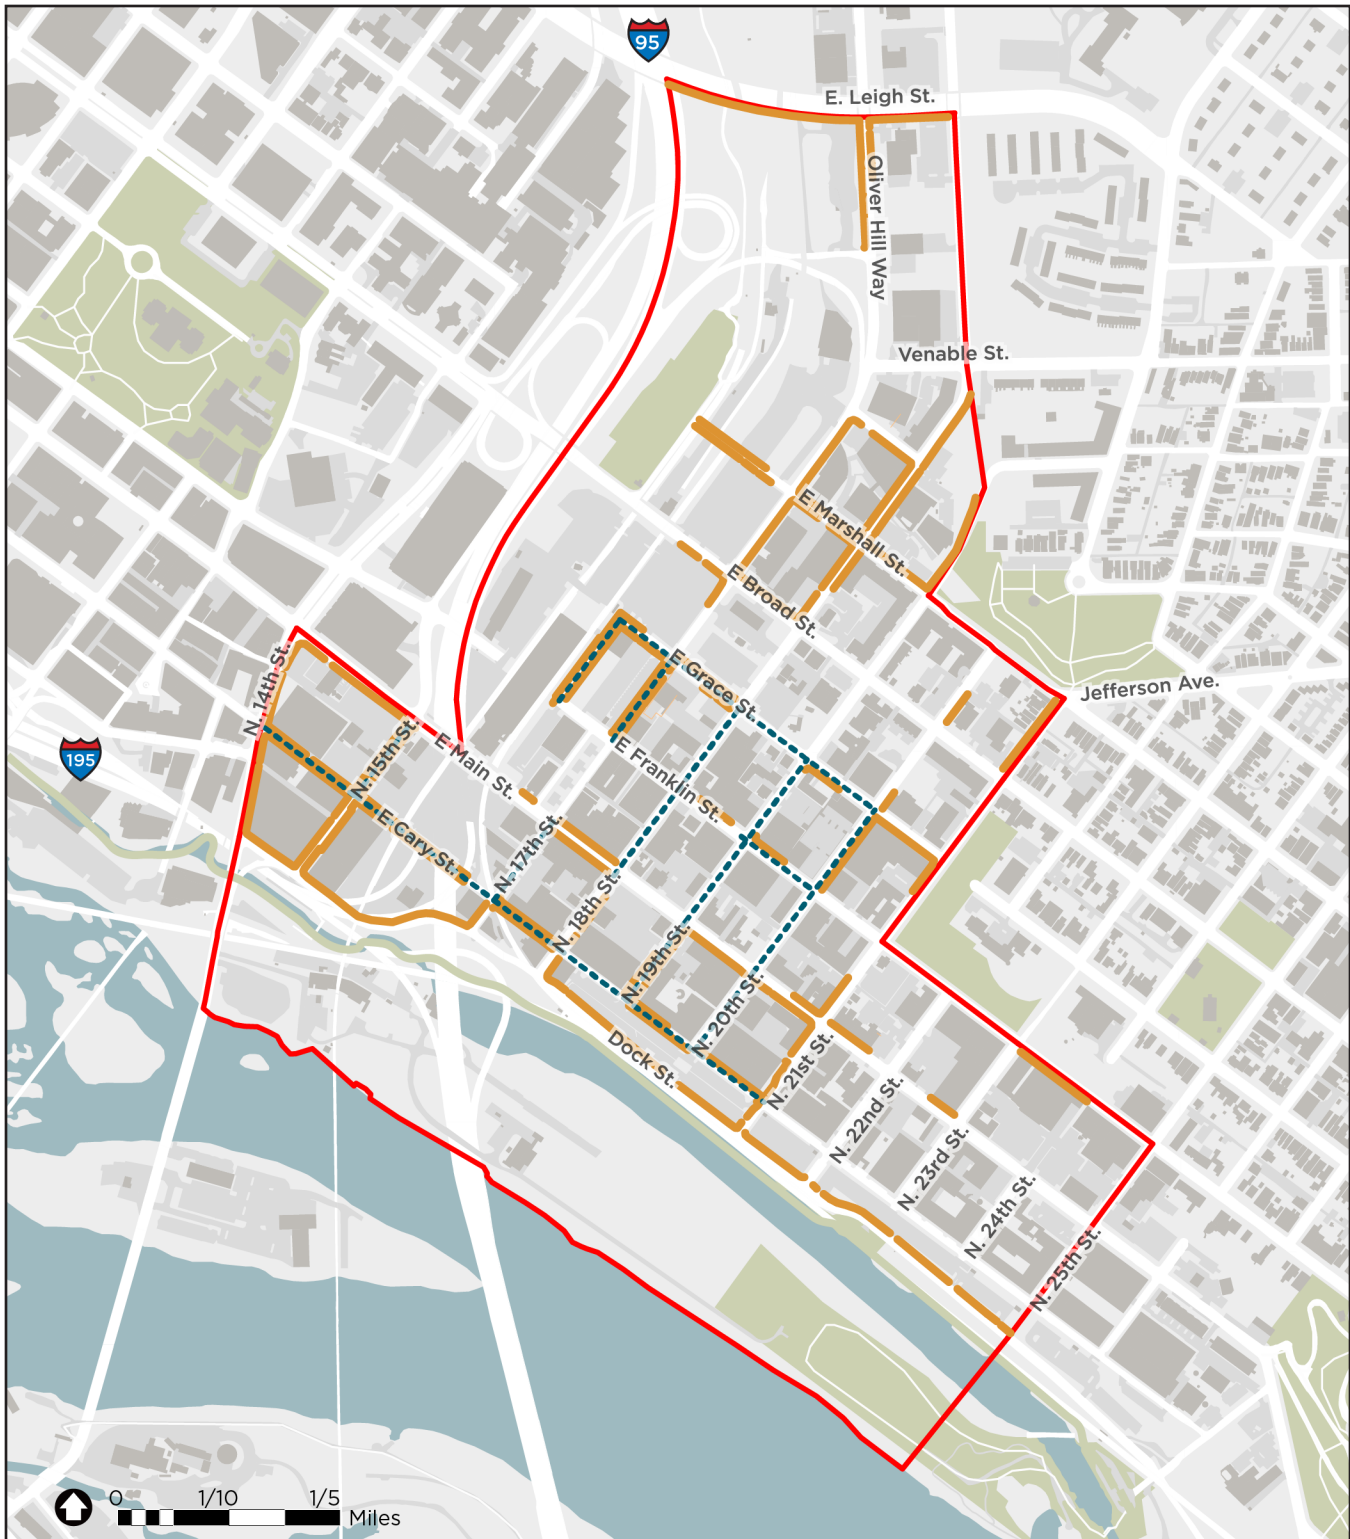 95
E. Leigh St.
Oliver Hill Way
Venable St.
E Marshall St.
E Broad St.
Jefferson Ave.
E Grace St.
N. 14th St.
N. 15th St.
E Main St.
E Franklin St.
195
E Cary St.
N. 17th St.
N. 18th St.
N. 19th St.
N. 20th St.
Dock St.
N. 21st St.
N. 22nd St.
N. 23rd St.
N. 24th St.
N. 25th St.
0 1/10 1/5
Miles